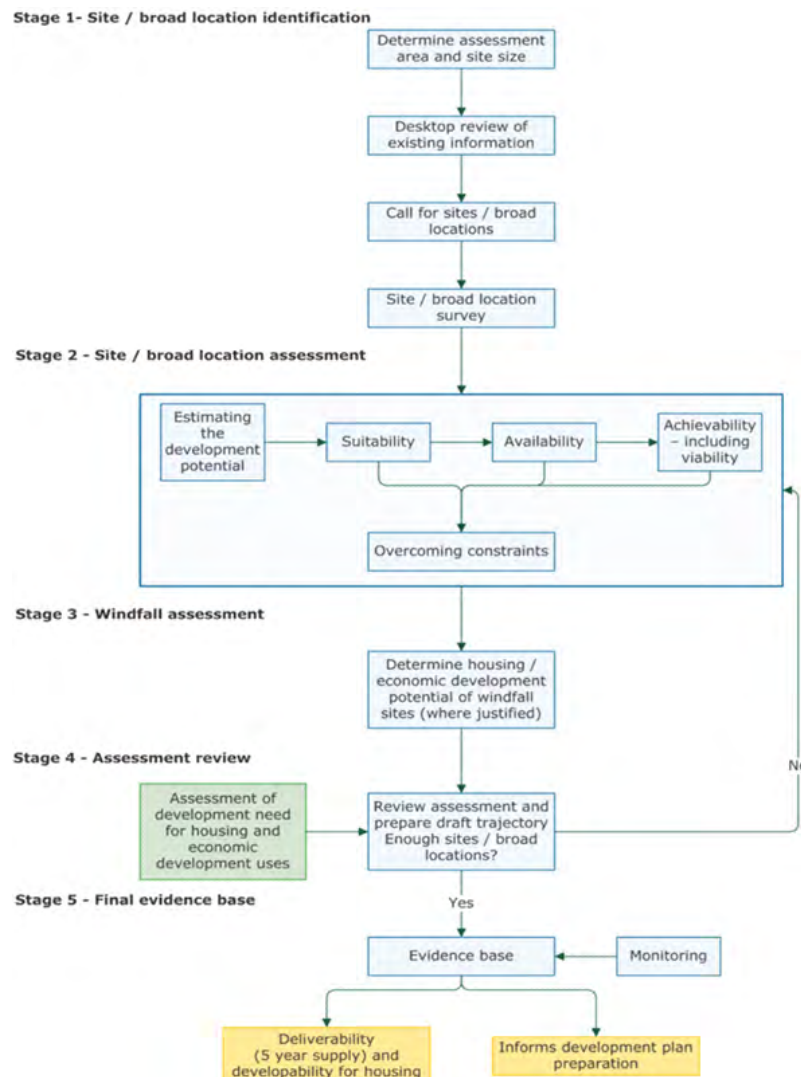 Stage 1- Site / broad location identification
Determine assessment
area and site size
Desktop review of
existing information
Call for sites / broad
locations
Site / broad location
survey
Stage 2 - Site / broad location assessment
Estimating
the
development
potential
Suitability
Availability
Achievability
– including
viability
Overcoming constraints
Stage 3 - Windfall assessment
Determine housing /
economic development
potential of windfall
sites (where justified)
Stage 4 - Assessment review
No
Assessment of
development need
for housing and
economic
development uses
Review assessment and
prepare draft trajectory
Enough sites / broad
locations?
Stage 5 - Final evidence base
Yes
Evidence base
Monitoring
Deliverability
(5 year supply) and
developability for housing
Informs development plan
preparation